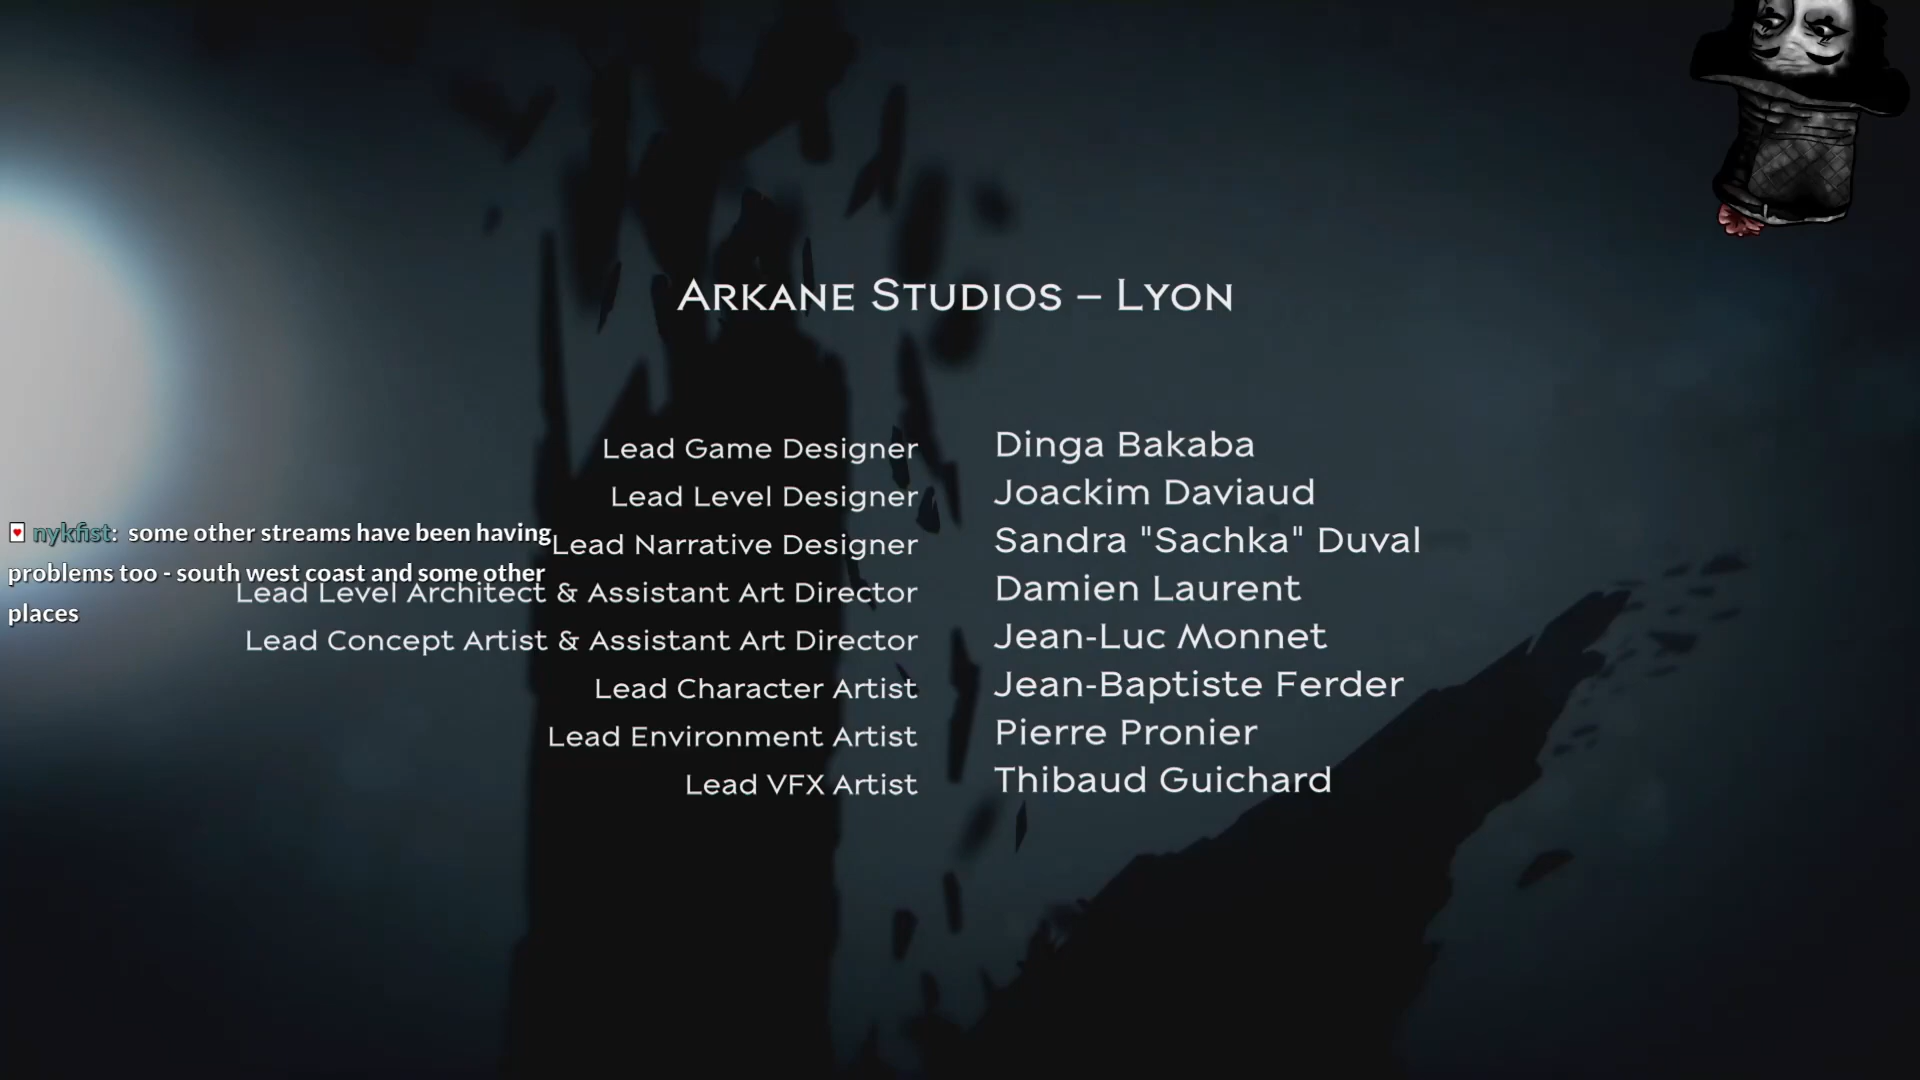 Arkane Studios – Lyon
Lead Game Designer Dinga Bakaba
Lead Level Designer Joackim Daviaud
Lead Narrative Designer Sandra "Sachka" Duval
Lead Level Architect & Assistant Art Director Damien Laurent
Lead Concept Artist & Assistant Art Director Jean-Luc Monnet
Lead Character Artist Jean-Baptiste Ferder
Lead Environment Artist Pierre Pronier
Lead VFX Artist Thibaud Guichard
nykfist: some other streams have been having
problems too - south west coast and some other
places